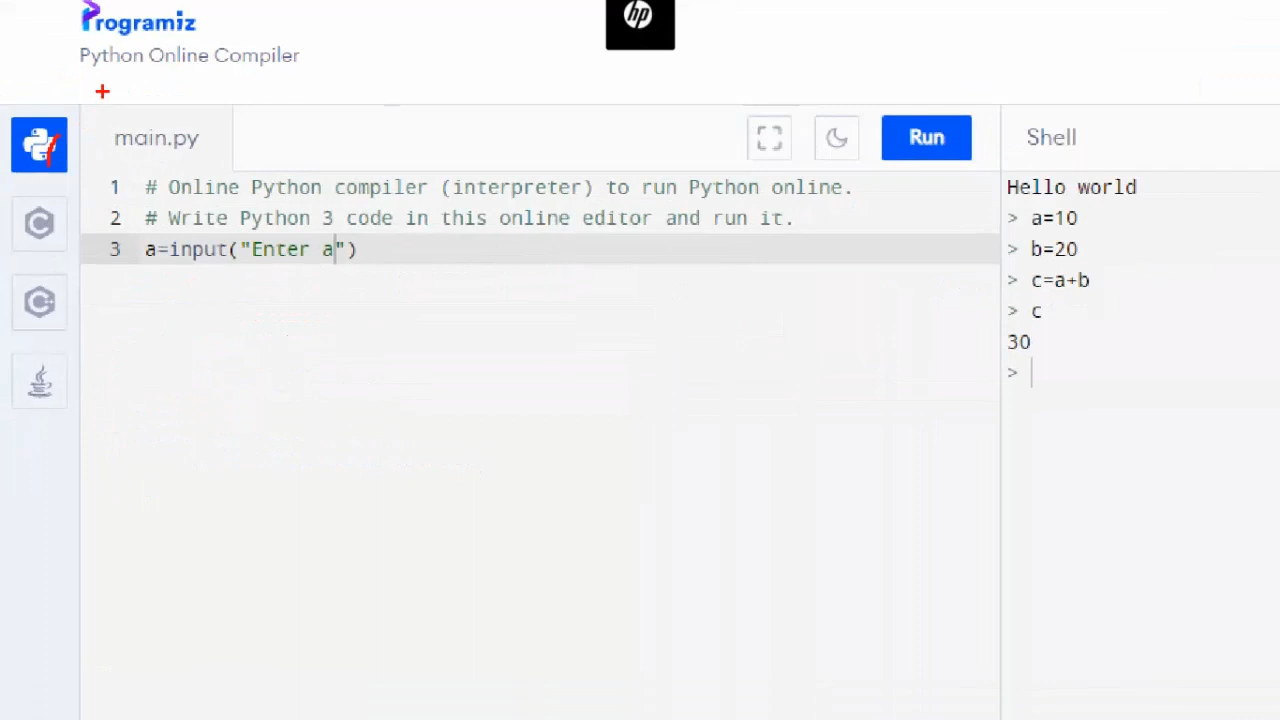 Programiz
Python Online Compiler
hp
main.py
Run
Shell
1 # Online Python compiler (interpreter) to run Python online.
2 # Write Python 3 code in this online editor and run it.
3 a=input("Enter a")
Hello world
> a=10
> b=20
> c=a+b
> c
30
>